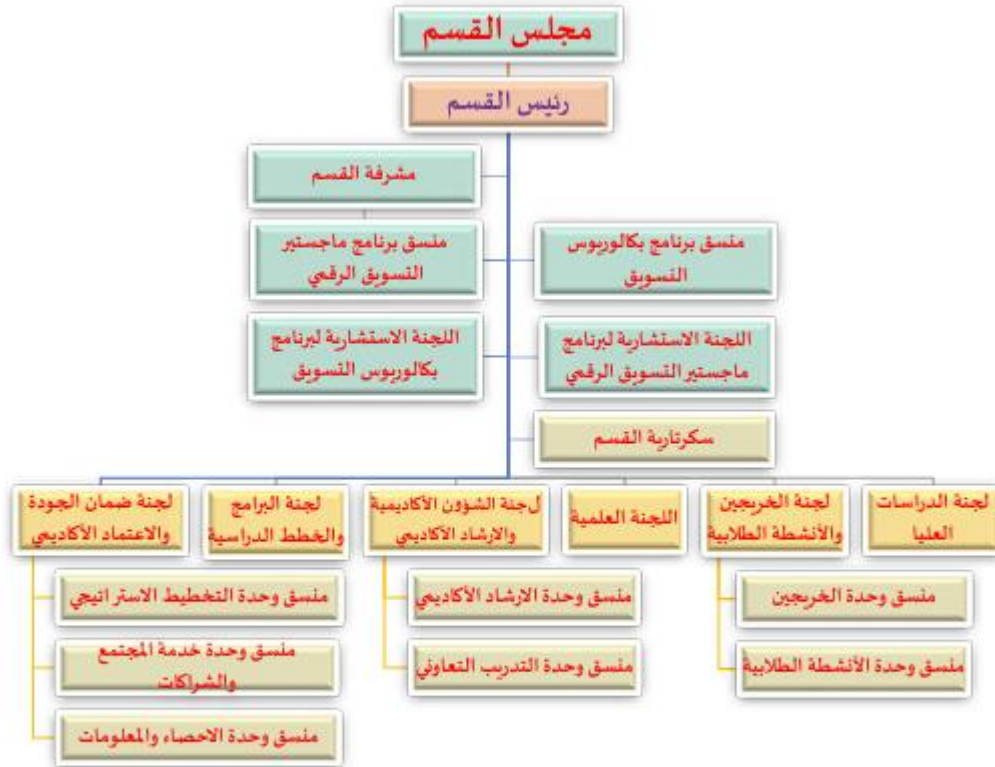 مجلس القسم
رئيس القسم
مشرفة القسم
منسق برنامج بكالوريوس
التسويق
منسق برنامج ماجستير
التسويق الرقمي
اللجنة الاستشارية لبرنامج
ماجستير التسويق الرقمي
اللجنة الاستشارية لبرنامج
بكالوريوس التسويق
سكرتارية القسم
لجنة الدراسات
العليا
لجنة الخريجين
والأنشطة الطلابية
اللجنة العلمية
لجنة الشؤون الأكاديمية
والارشاد الأكاديمي
لجنة البرامج
والخطط الدراسية
لجنة ضمان الجودة
والاعتماد الأكاديمي
منسق وحدة الخريجين
منسق وحدة الأنشطة الطلابية
منسق وحدة الارشاد الأكاديمي
منسق وحدة التدريب التعاوني
منسق وحدة التخطيط الاستراتيجي
منسق وحدة خدمة المجتمع
والشراكات
منسق وحدة الاحصاء والمعلومات